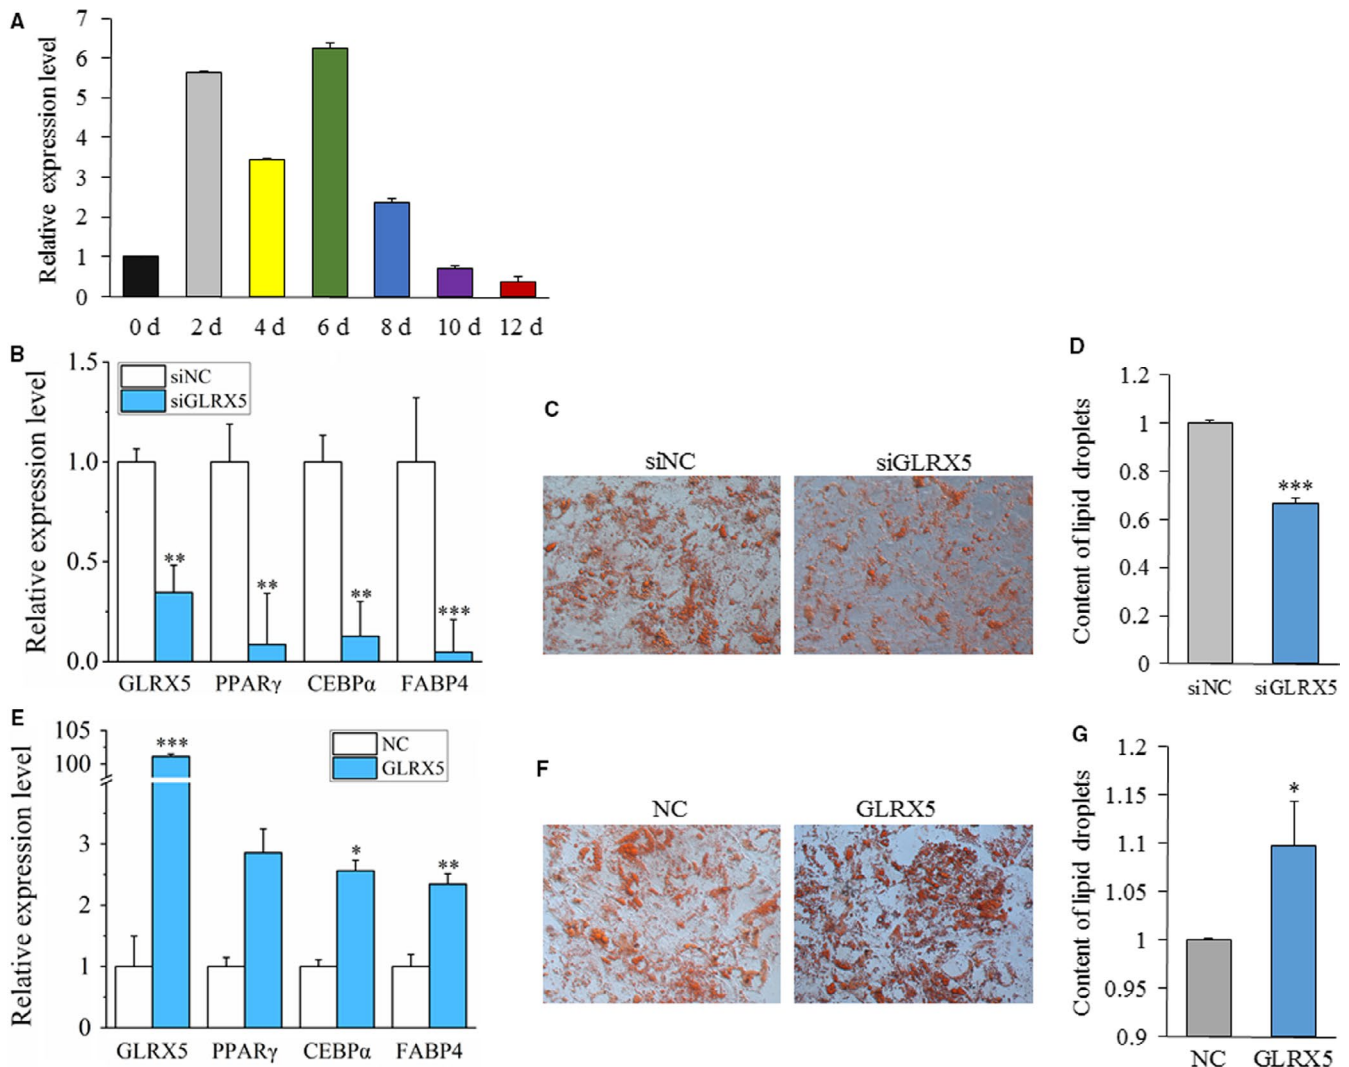 A
Relative expression level
7
6
5
4
3
2
1
0
0 d 2 d 4 d 6 d 8 d 10 d 12 d
B
Relative expression level
1.5
1.0
0.5
0.0
siNC
siGLRX5
** ** ** ***
GLRX5 PPARγ CEBPα FABP4
C
siNC siGLRX5
D
Content of lipid droplets
1.2
1
0.8
0.6
0.4
0.2
0
***
siNC siGLRX5
E
Relative expression level
105
100
3
2
1
0
NC
GLRX5
*** * **
GLRX5 PPARγ CEBPα FABP4
F
NC GLRX5
G
Content of lipid droplets
1.2
1.15
1.1
1.05
1
0.95
0.9
*
NC GLRX5